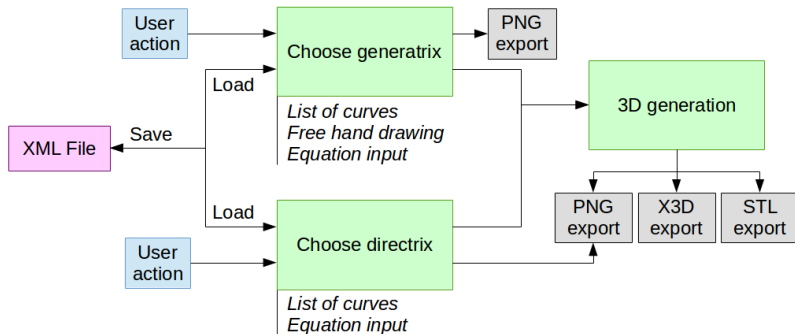 User
action
Choose generatrix
PNG
export
Load
List of curves
Free hand drawing
Equation input
3D generation
XML File
Save
Load
Choose directrix
User
action
List of curves
Equation input
PNG
export
X3D
export
STL
export